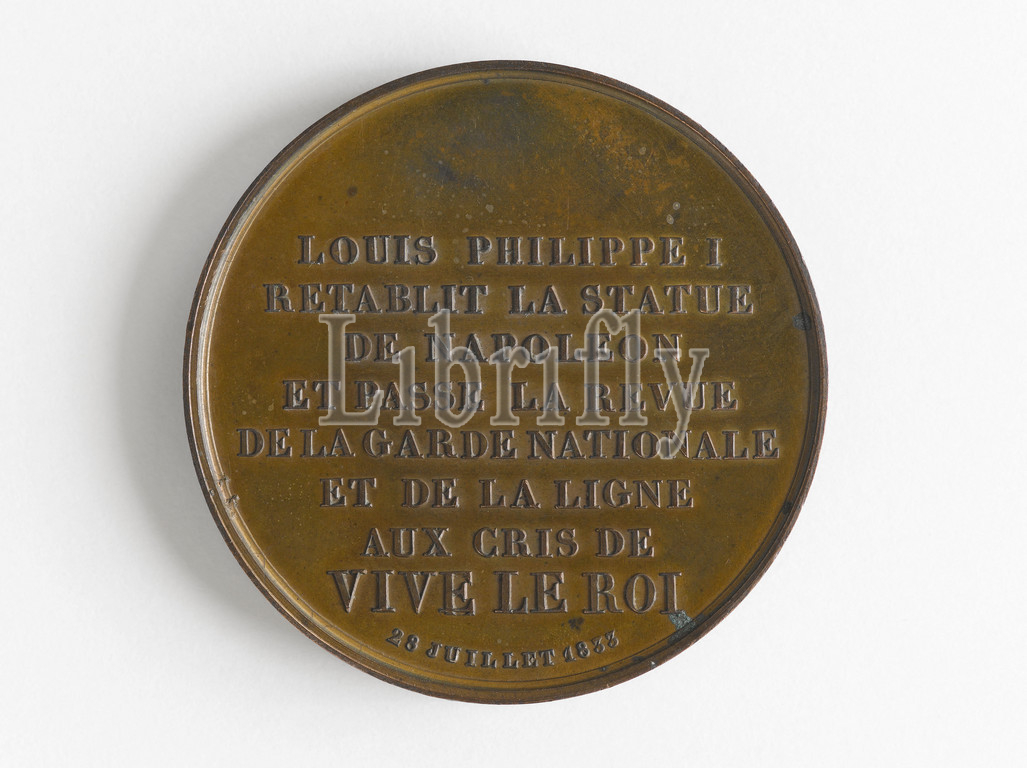 LOUIS PHILIPPE I
RETABLIT LA STATUE
DE NAPOLÉON
ET PASSE LA REVUE
DE LA GARDE NATIONALE
ET DE LA LIGNE
AUX CRIS DE
VIVE LE ROI
28 JUILLET 1833
Librifly